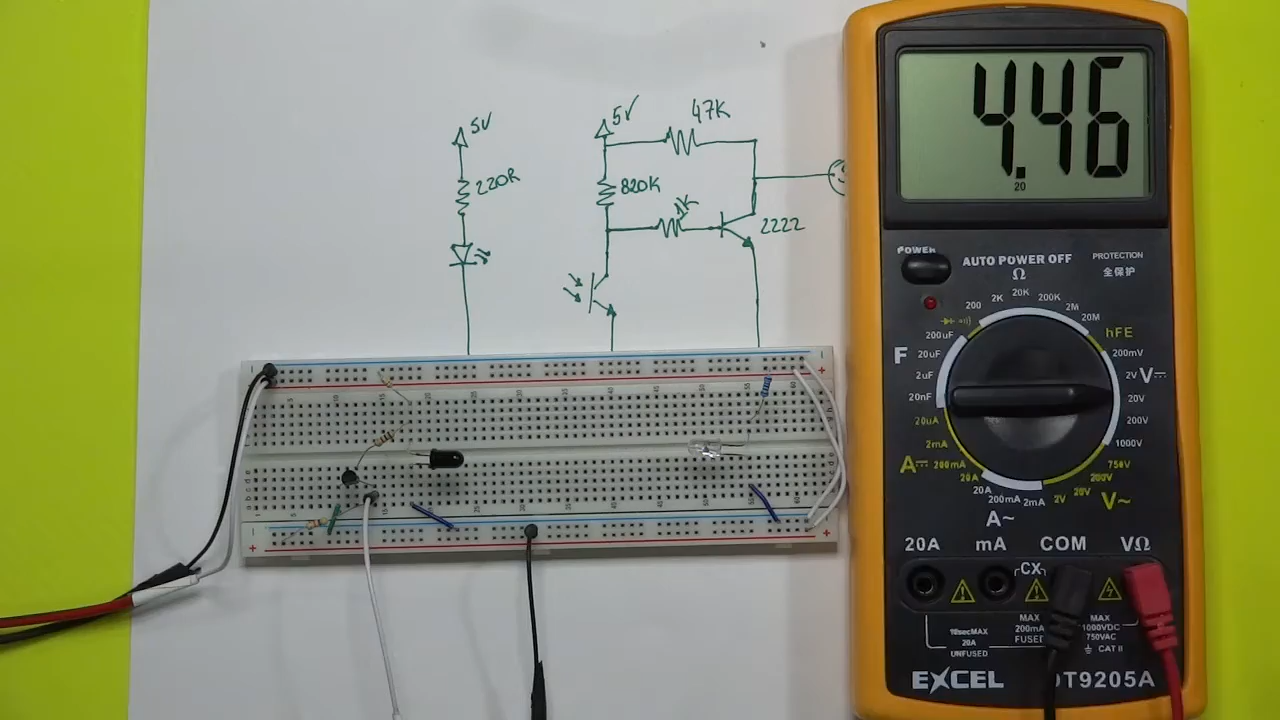 4.46
20
5V
220R
5V
47K
820K
1K
2222
POWER
AUTO POWER OFF
PROTECTION
全保护
Ω
200
2K
20K
200K
2M
20M
hFE
200mV
2V
V
20V
200V
1000V
750V
200V
20V
2V
V~
2mA
200mA
20A
A~
20A
200mA
2mA
20uA
A
F
20nF
2uF
20uF
200uF
20A
mA
COM
VΩ
CX
10secMAX
20A
UNFUSED
MAX
200mA
FUSED
MAX
1000VDC
750VAC
CAT II
EXCEL
DT9205A